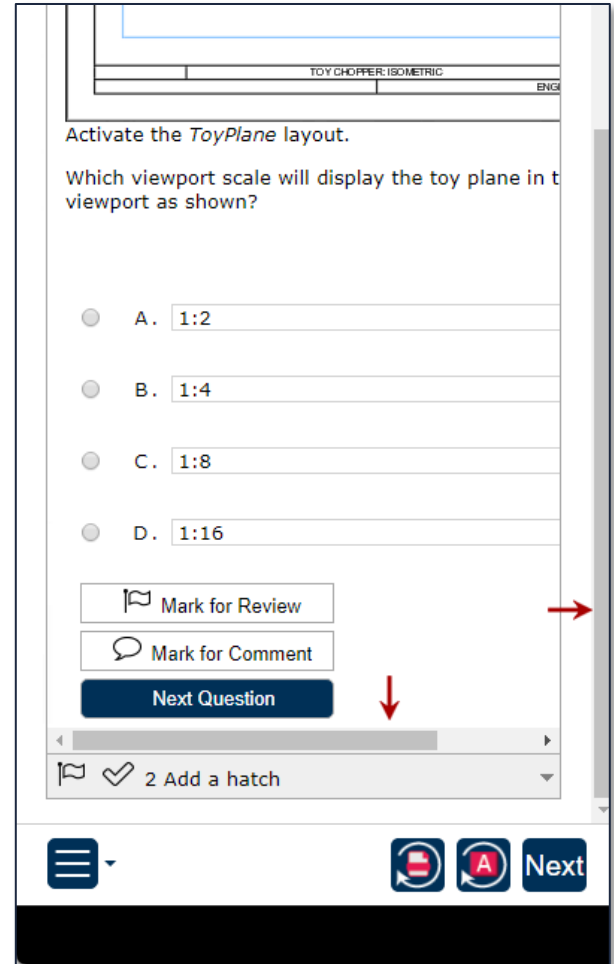 TOY CHOPPER: ISOMETRIC
ENGI
Activate the ToyPlane layout.
Which viewport scale will display the toy plane in t
viewport as shown?
A. 1:2
B. 1:4
C. 1:8
D. 1:16
Mark for Review
Mark for Comment
Next Question
2 Add a hatch
A
Next